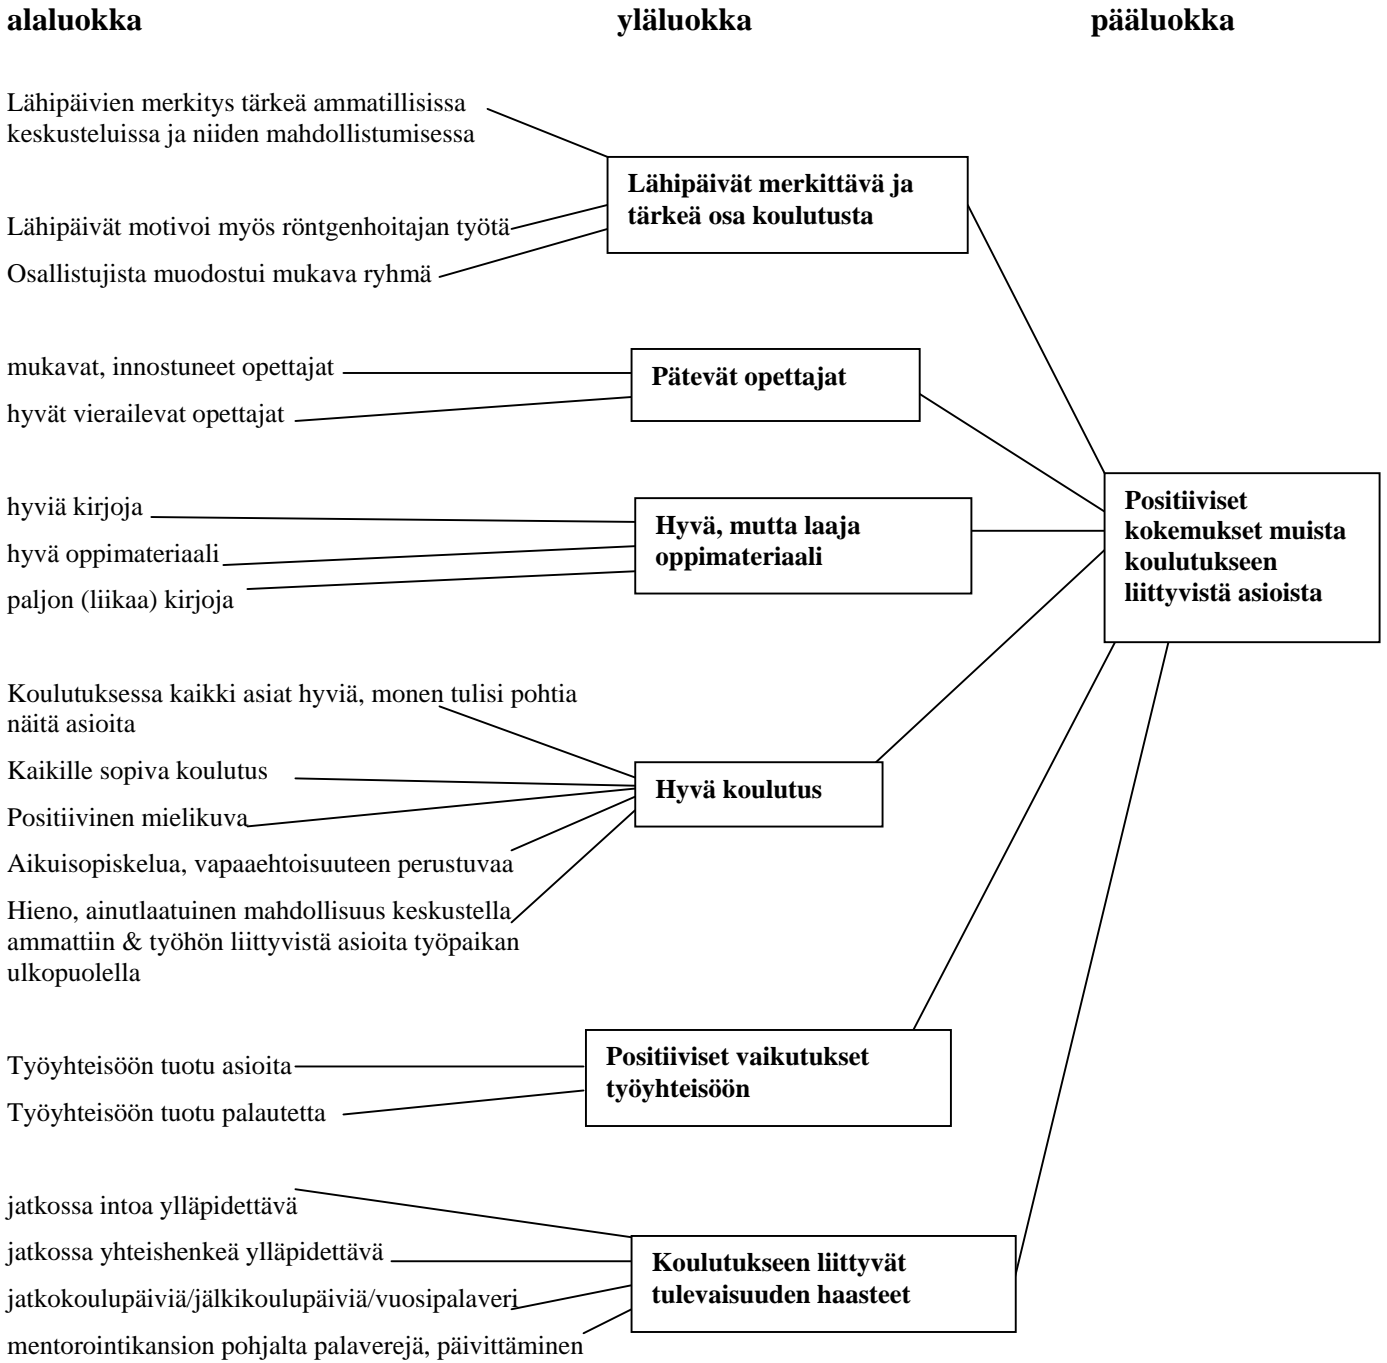 alaluokka yläluokka pääluokka
Lähipäivien merkitys tärkeä ammatillisissa
keskusteluissa ja niiden mahdollistumisessa
Lähipäivät merkittävä ja
tärkeä osa koulutusta
Lähipäivät motivoi myös röntgenhoitajan työtä
Osallistujista muodostui mukava ryhmä
mukavat, innostuneet opettajat
Pätevät opettajat
hyvät vierailevat opettajat
hyviä kirjoja
Hyvä, mutta laaja
oppimateriaali
hyvä oppimateriaali
paljon (liikaa) kirjoja
Positiiviset
kokemukset muista
koulutukseen
liittyvistä asioista
Koulutuksessa kaikki asiat hyviä, monen tulisi pohtia
näitä asioita
Kaikille sopiva koulutus
Hyvä koulutus
Positiivinen mielikuva
Aikuisopiskelua, vapaaehtoisuuteen perustuvaa
Hieno, ainutlaatuinen mahdollisuus keskustella
ammattiin & työhön liittyvistä asioita työpaikan
ulkopuolella
Positiiviset vaikutukset
työyhteisöön
Työyhteisöön tuotu asioita
Työyhteisöön tuotu palautetta
jatkossa intoa ylläpidettävä
jatkossa yhteishenkeä ylläpidettävä
Koulutukseen liittyvät
tulevaisuuden haasteet
jatkokoulupäiviä/jälkikoulupäiviä/vuosipalaveri
mentorointikansion pohjalta palaverejä, päivittäminen